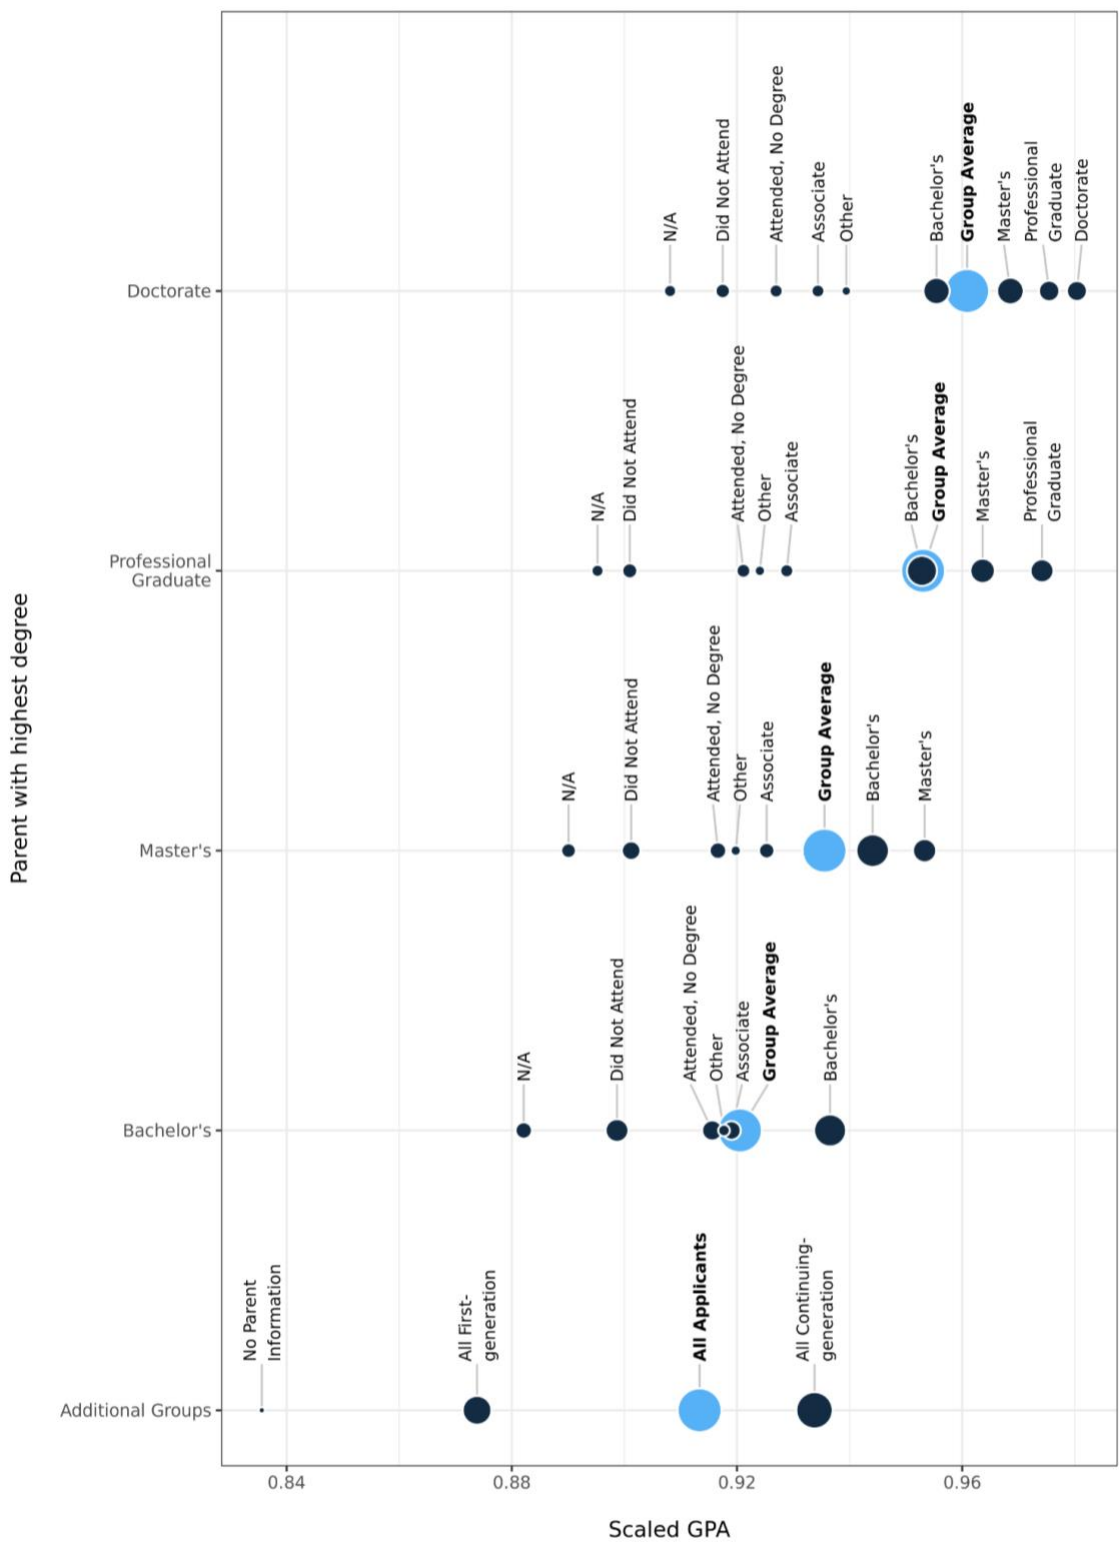 N/A
Did Not Attend
Attended, No Degree
Associate
Other
Bachelor's
Group Average
Master's
Professional
Graduate
Doctorate
Doctorate
N/A
Did Not Attend
Attended, No Degree
Other
Associate
Bachelor's
Group Average
Master's
Professional
Graduate
Professional
Graduate
N/A
Did Not Attend
Attended, No Degree
Other
Associate
Group Average
Bachelor's
Master's
Master's
N/A
Did Not Attend
Attended, No Degree
Other
Associate
Group Average
Bachelor's
Bachelor's
No Parent
Information
All First-
generation
All Applicants
All Continuing-
generation
Additional Groups
Parent with highest degree
0.84
0.88
0.92
0.96
Scaled GPA